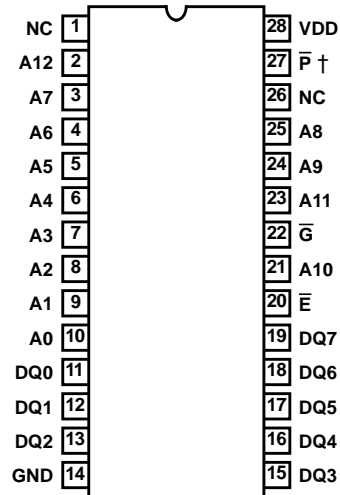 NC 1 28 VDD
A12 2 27 P̅ †
A7 3 26 NC
A6 4 25 A8
A5 5 24 A9
A4 6 23 A11
A3 7 22 G̅
A2 8 21 A10
A1 9 20 E̅
A0 10 19 DQ7
DQ0 11 18 DQ6
DQ1 12 17 DQ5
DQ2 13 16 DQ4
GND 14 15 DQ3